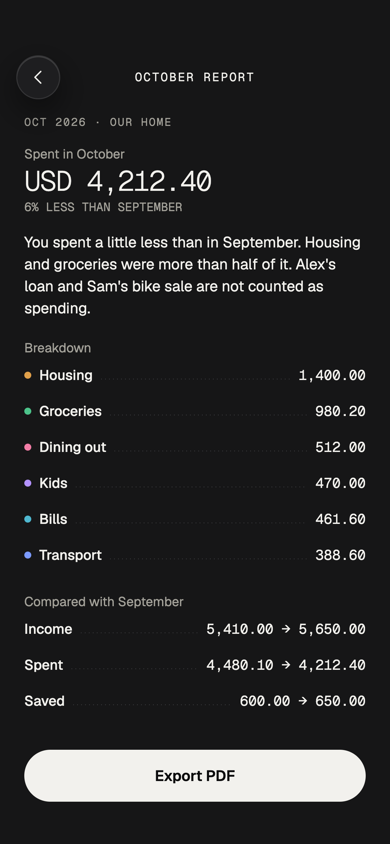 OCTOBER REPORT
OCT 2026 · OUR HOME
Spent in October
USD 4,212.40
6% LESS THAN SEPTEMBER
You spent a little less than in September. Housing
and groceries were more than half of it. Alex's
loan and Sam's bike sale are not counted as
spending.
Breakdown
Housing 1,400.00
Groceries 980.20
Dining out 512.00
Kids 470.00
Bills 461.60
Transport 388.60
Compared with September
Income 5,410.00 → 5,650.00
Spent 4,480.10 → 4,212.40
Saved 600.00 → 650.00
Export PDF